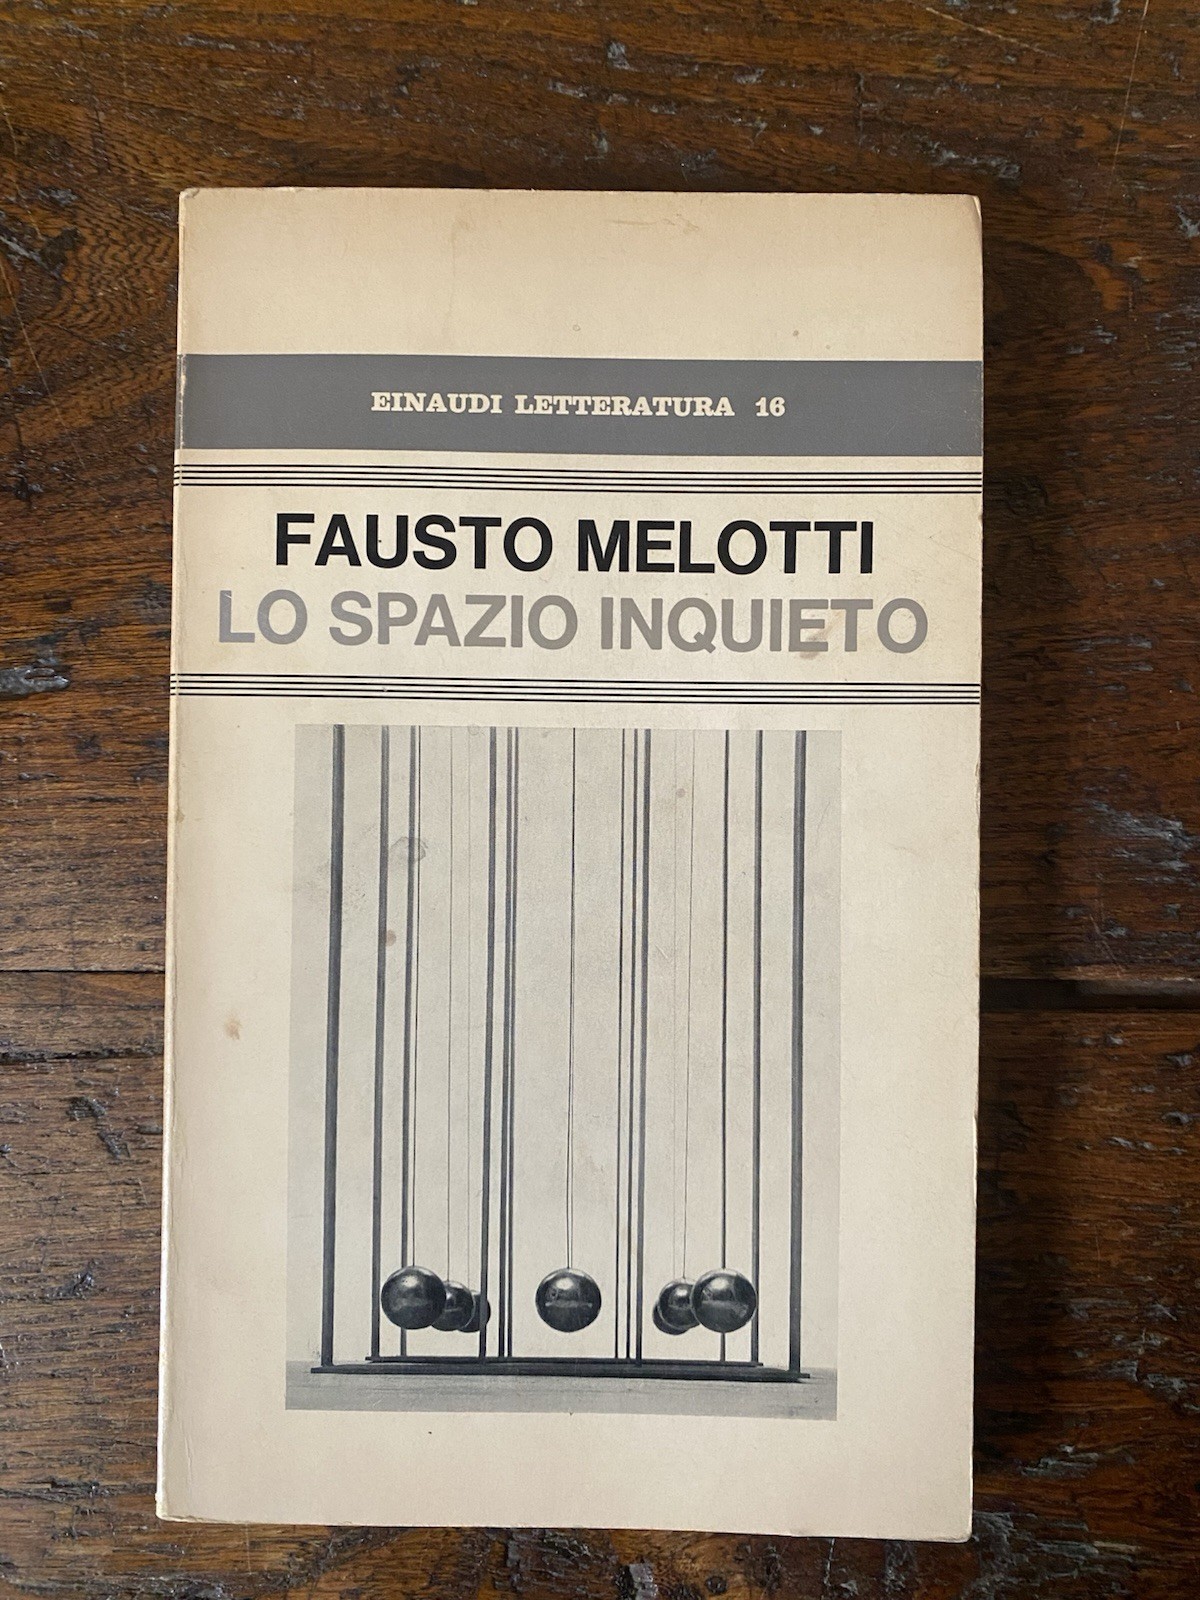 EINAUDI LETTERATURA 16
FAUSTO MELOTTI
LO SPAZIO INQUIETO